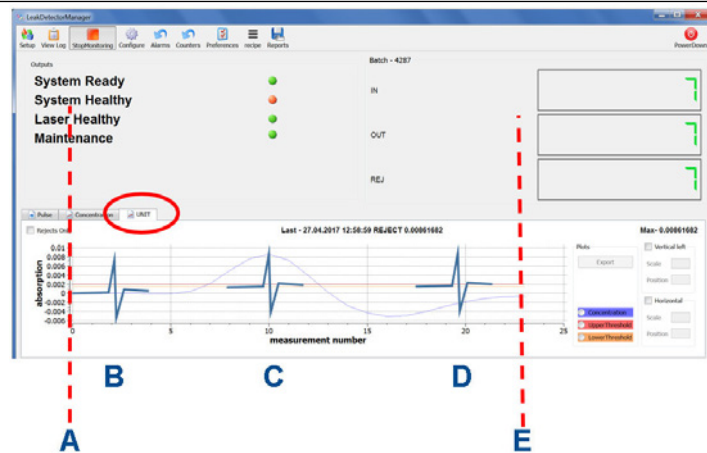 LeakDetectorManager
Setup View Log StopMonitoring Configure Alarms Counters Preferences recipe Reports PowerDown
Outputs
Batch - 4287
System Ready
System Healthy
Laser Healthy
Maintenance
IN
7
OUT
7
REJ
7
Pulse Concentration UNIT
Rejects Only
Last - 27.04.2017 12:58:59 REJECT 0.00861682
Max- 0.00861682
absorption
0.01
0.008
0.006
0.004
0.002
0
-0.002
-0.004
-0.006
0 5 10 15 20 25
measurement number
Plots
Export
Concentration
UpperThreshold
LowerThreshold
Vertical left
Scale
Position
Horizontal
Scale
Position
B C D
A E